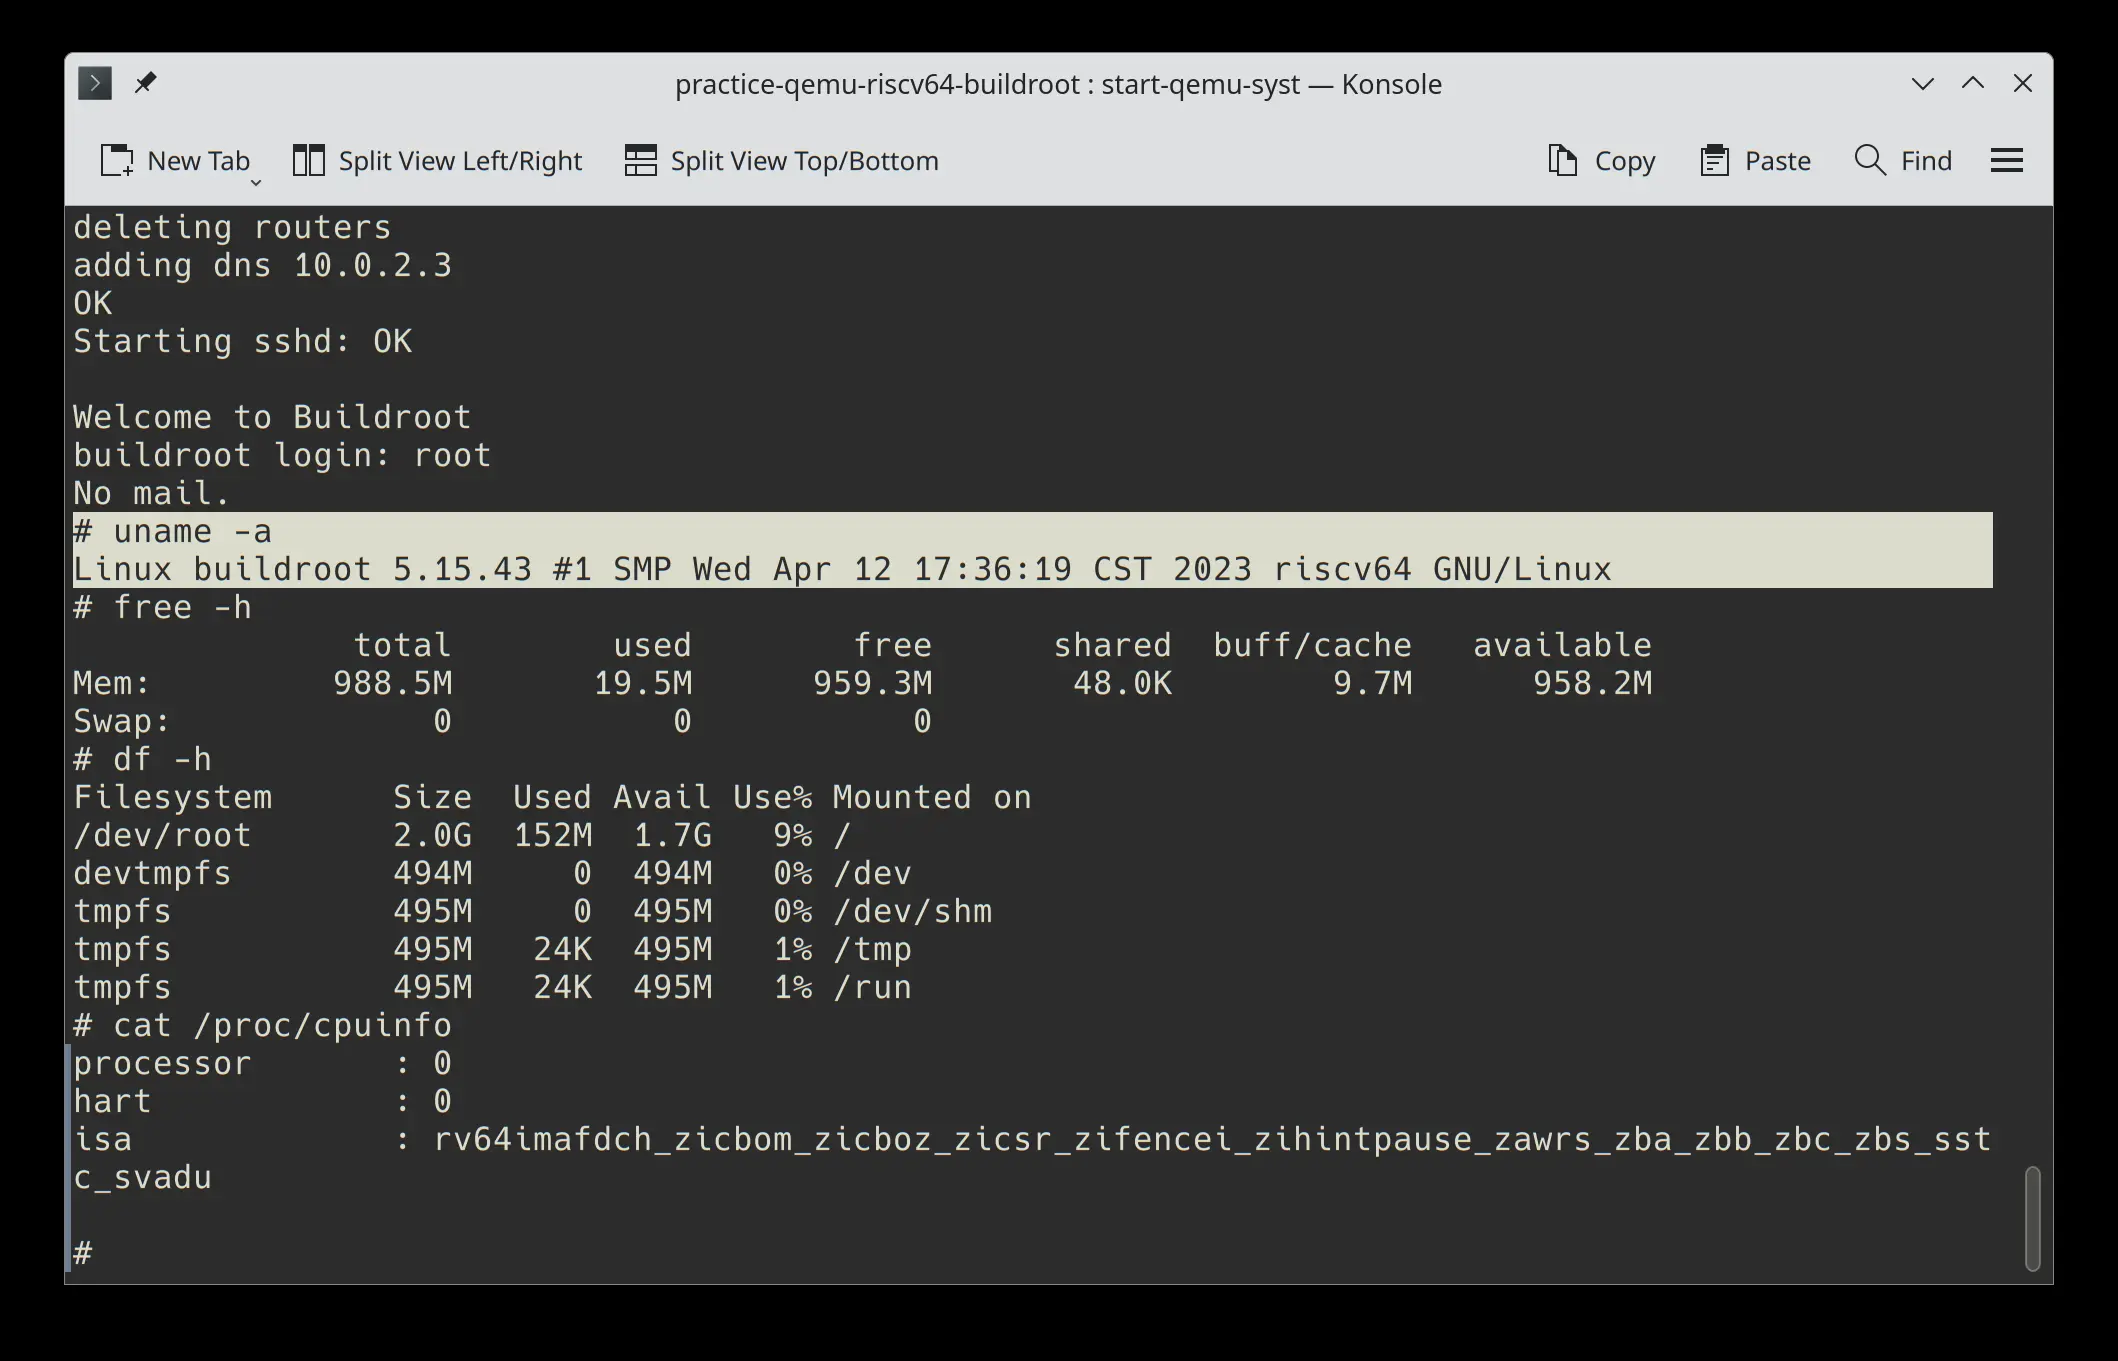 practice-qemu-riscv64-buildroot : start-qemu-syst — Konsole
New Tab Split View Left/Right Split View Top/Bottom Copy Paste Find
deleting routers
adding dns 10.0.2.3
OK
Starting sshd: OK
Welcome to Buildroot
buildroot login: root
No mail.
# uname -a
Linux buildroot 5.15.43 #1 SMP Wed Apr 12 17:36:19 CST 2023 riscv64 GNU/Linux
# free -h
              total        used        free      shared  buff/cache   available
Mem:         988.5M       19.5M      959.3M       48.0K        9.7M      958.2M
Swap:             0           0           0
# df -h
Filesystem      Size  Used Avail Use% Mounted on
/dev/root       2.0G  152M  1.7G   9% /
devtmpfs        494M     0  494M   0% /dev
tmpfs           495M     0  495M   0% /dev/shm
tmpfs           495M   24K  495M   1% /tmp
tmpfs           495M   24K  495M   1% /run
# cat /proc/cpuinfo
processor       : 0
hart            : 0
isa             : rv64imafdch_zicbom_zicboz_zicsr_zifencei_zihintpause_zawrs_zba_zbb_zbc_zbs_sst
c_svadu
#